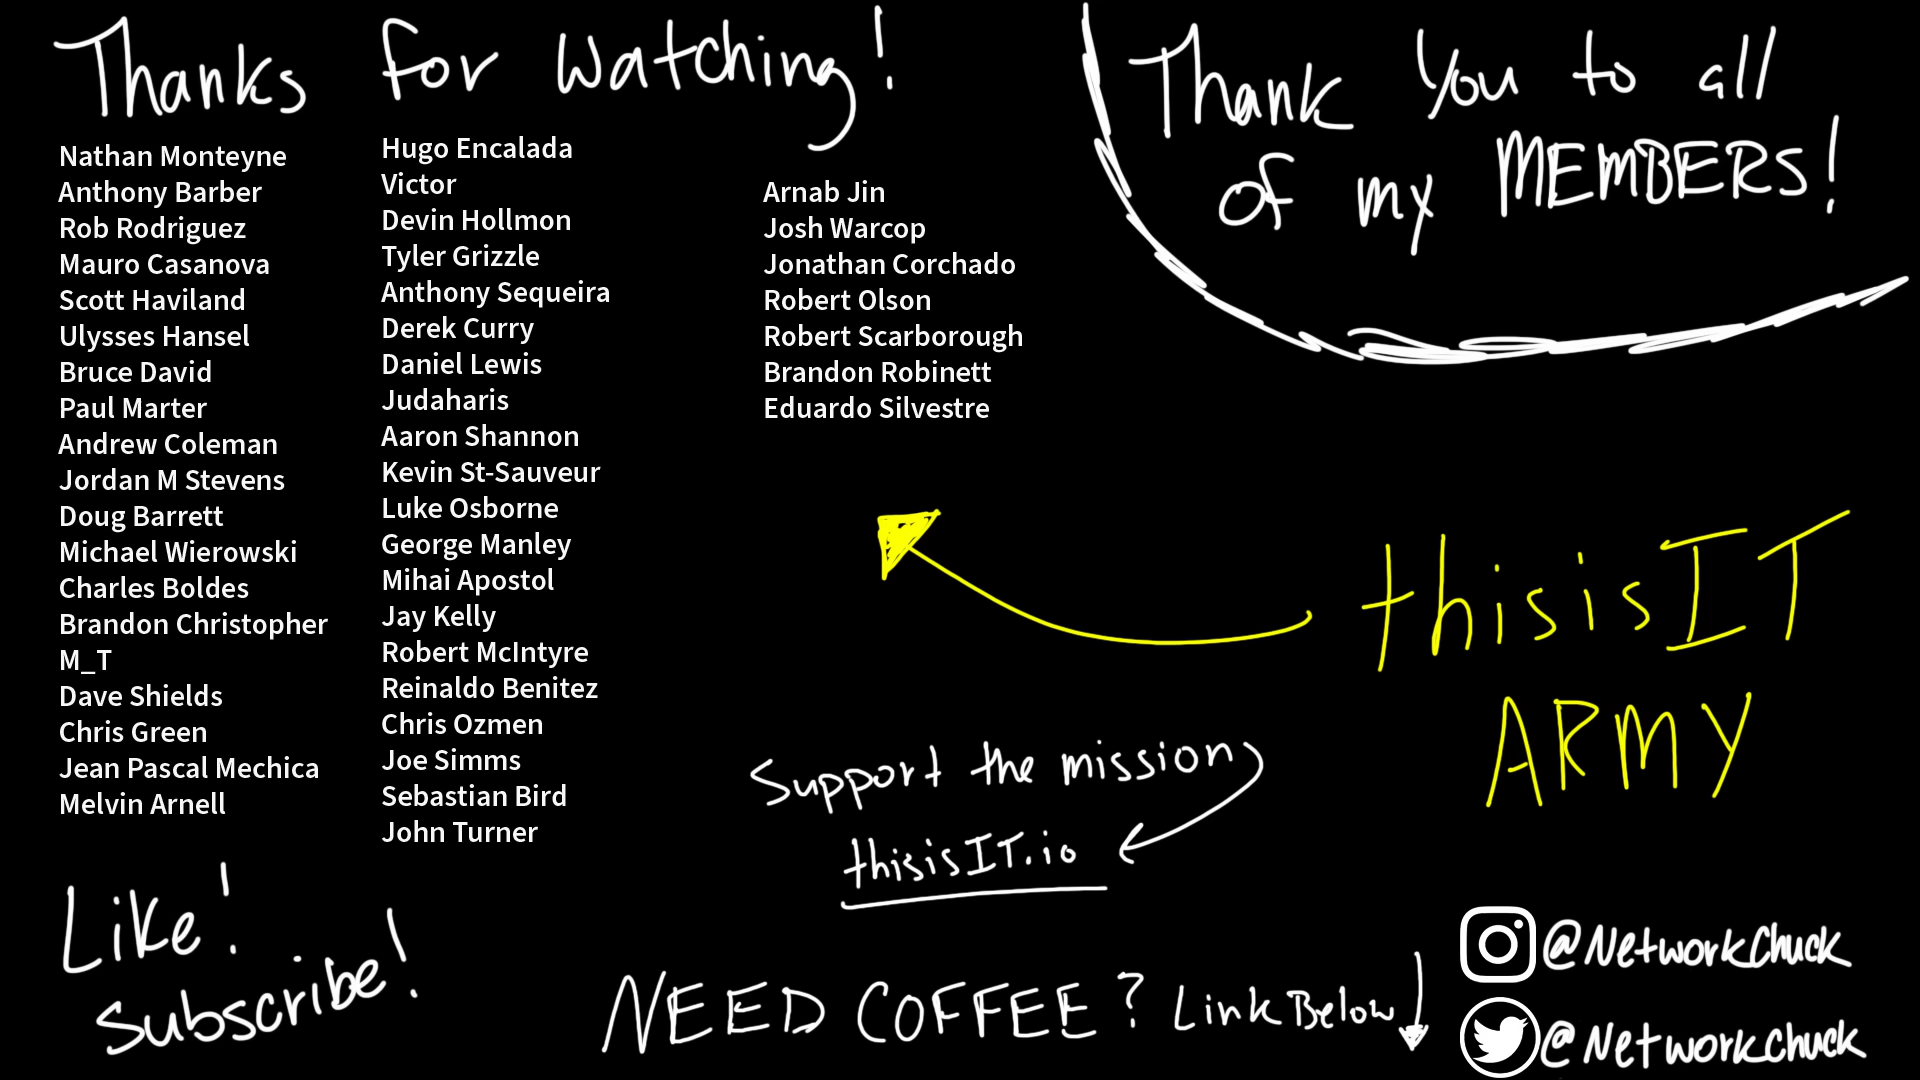 Thanks for watching!
Nathan Monteyne
Anthony Barber
Rob Rodriguez
Mauro Casanova
Scott Haviland
Ulysses Hansel
Bruce David
Paul Marter
Andrew Coleman
Jordan M Stevens
Doug Barrett
Michael Wierowski
Charles Boldes
Brandon Christopher
M_T
Dave Shields
Chris Green
Jean Pascal Mechica
Melvin Arnell
Hugo Encalada
Victor
Devin Hollmon
Tyler Grizzle
Anthony Sequeira
Derek Curry
Daniel Lewis
Judaharis
Aaron Shannon
Kevin St-Sauveur
Luke Osborne
George Manley
Mihai Apostol
Jay Kelly
Robert McIntyre
Reinaldo Benitez
Chris Ozmen
Joe Simms
Sebastian Bird
John Turner
Arnab Jin
Josh Warcop
Jonathan Corchado
Robert Olson
Robert Scarborough
Brandon Robinett
Eduardo Silvestre
Thank you to all
of my MEMBERS!
thisisIT
ARMY
Support the mission
thisisIT.io
Like!
Subscribe!
NEED COFFEE? Link Below
@NetworkChuck
@NetworkChuck